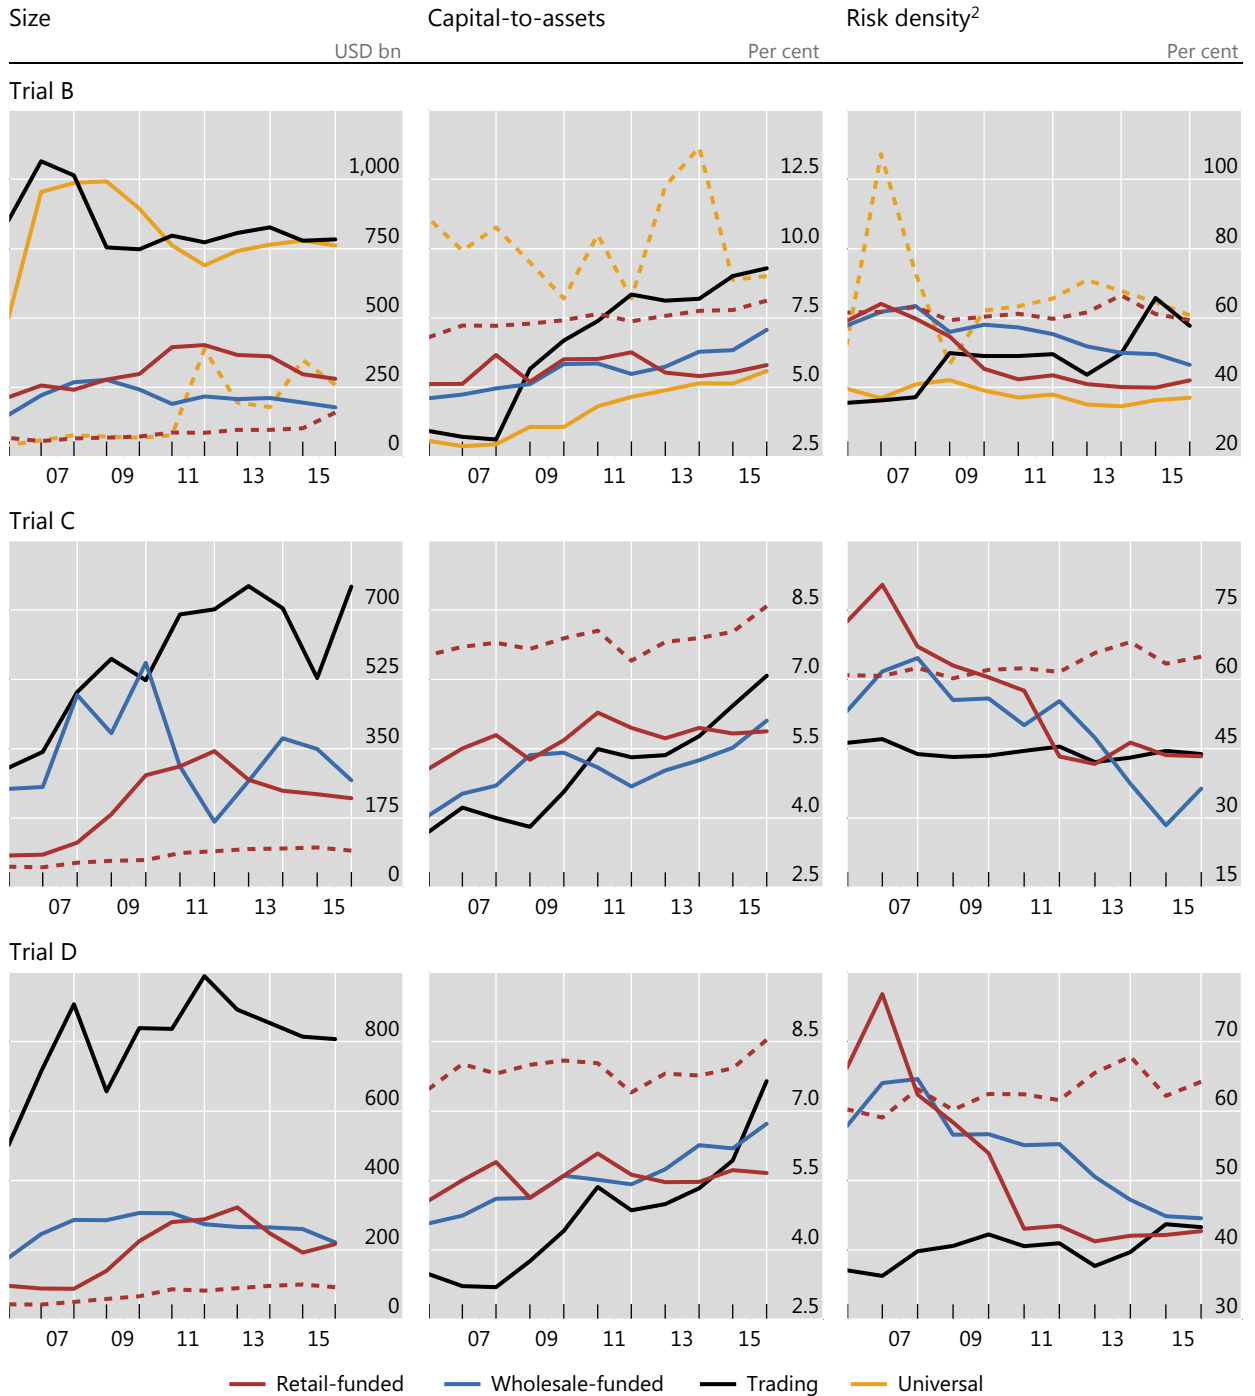 Size Capital-to-assets Risk density²
USD bn Per cent Per cent
Trial B
1,000 12.5 100
750 10.0 80
500 7.5 60
250 5.0 40
0 2.5 20
07 09 11 13 15 07 09 11 13 15 07 09 11 13 15
Trial C
700 8.5 75
525 7.0 60
350 5.5 45
175 4.0 30
0 2.5 15
07 09 11 13 15 07 09 11 13 15 07 09 11 13 15
Trial D
800 8.5 70
600 7.0 60
400 5.5 50
200 4.0 40
0 2.5 30
07 09 11 13 15 07 09 11 13 15 07 09 11 13 15
Retail-funded Wholesale-funded Trading Universal